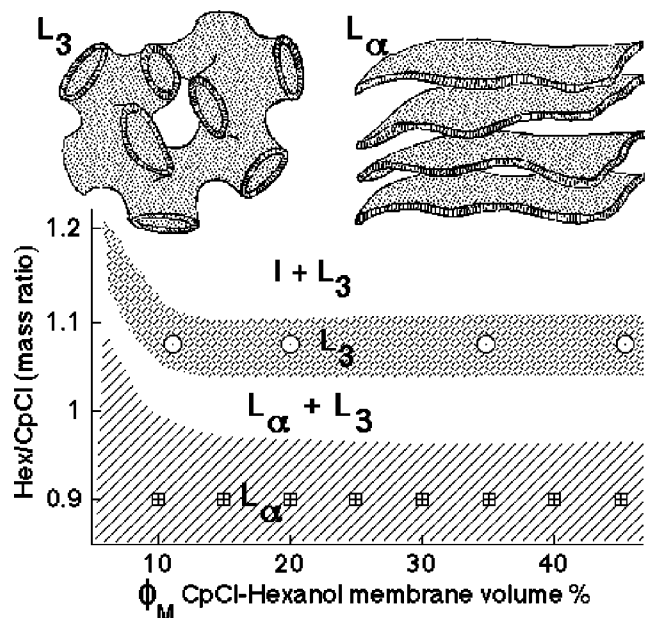 L3 Lα
1.2
I + L3
1.1
L3
Lα + L3
1
0.9
Lα
Hex/CpCl (mass ratio)
10 20 30 40
ϕM CpCl-Hexanol membrane volume %